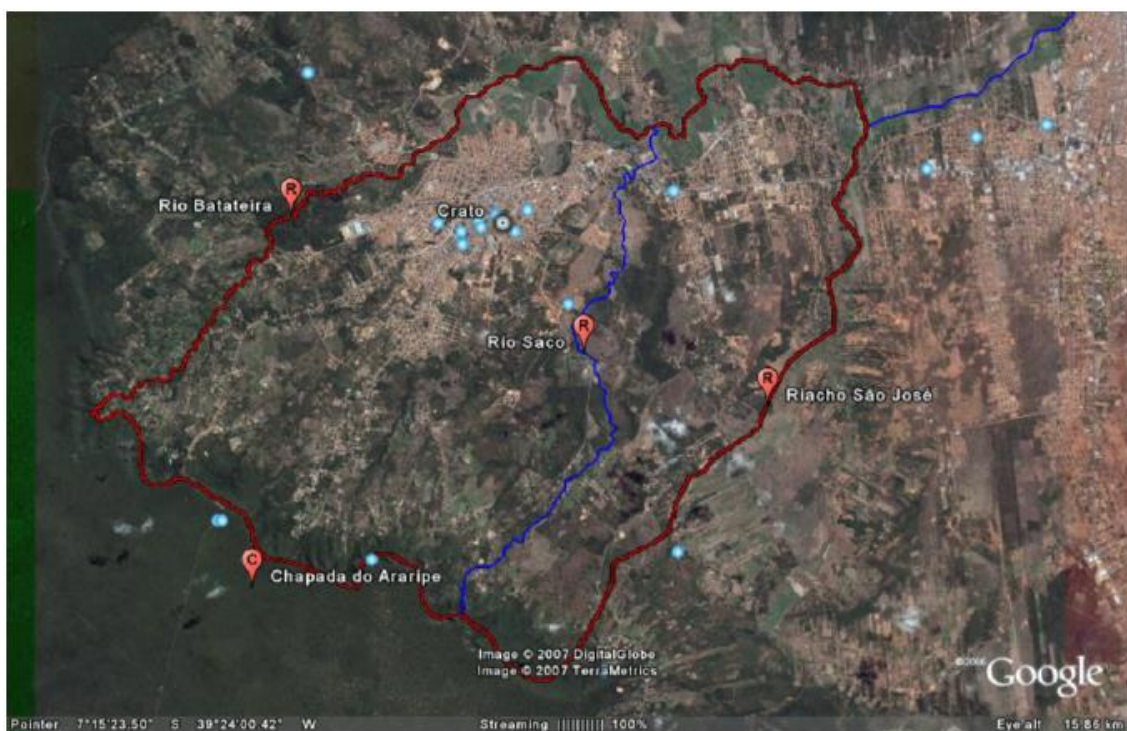 R
Rio Batateira
Crato
R
Rio Saco
R
Riacho São José
C
Chapada do Araripe
Image © 2007 DigitalGlobe
Image © 2007 TerraMetrics
©2006 Google
Pointer 7°15'23.50" S 39°24'00.42" W Streaming |||||||||| 100% Eye alt 15.86 km